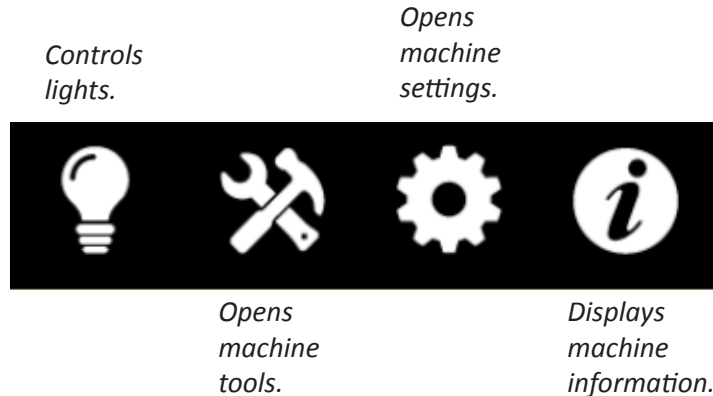 Controls
lights.
Opens
machine
settings.
Opens
machine
tools.
Displays
machine
information.